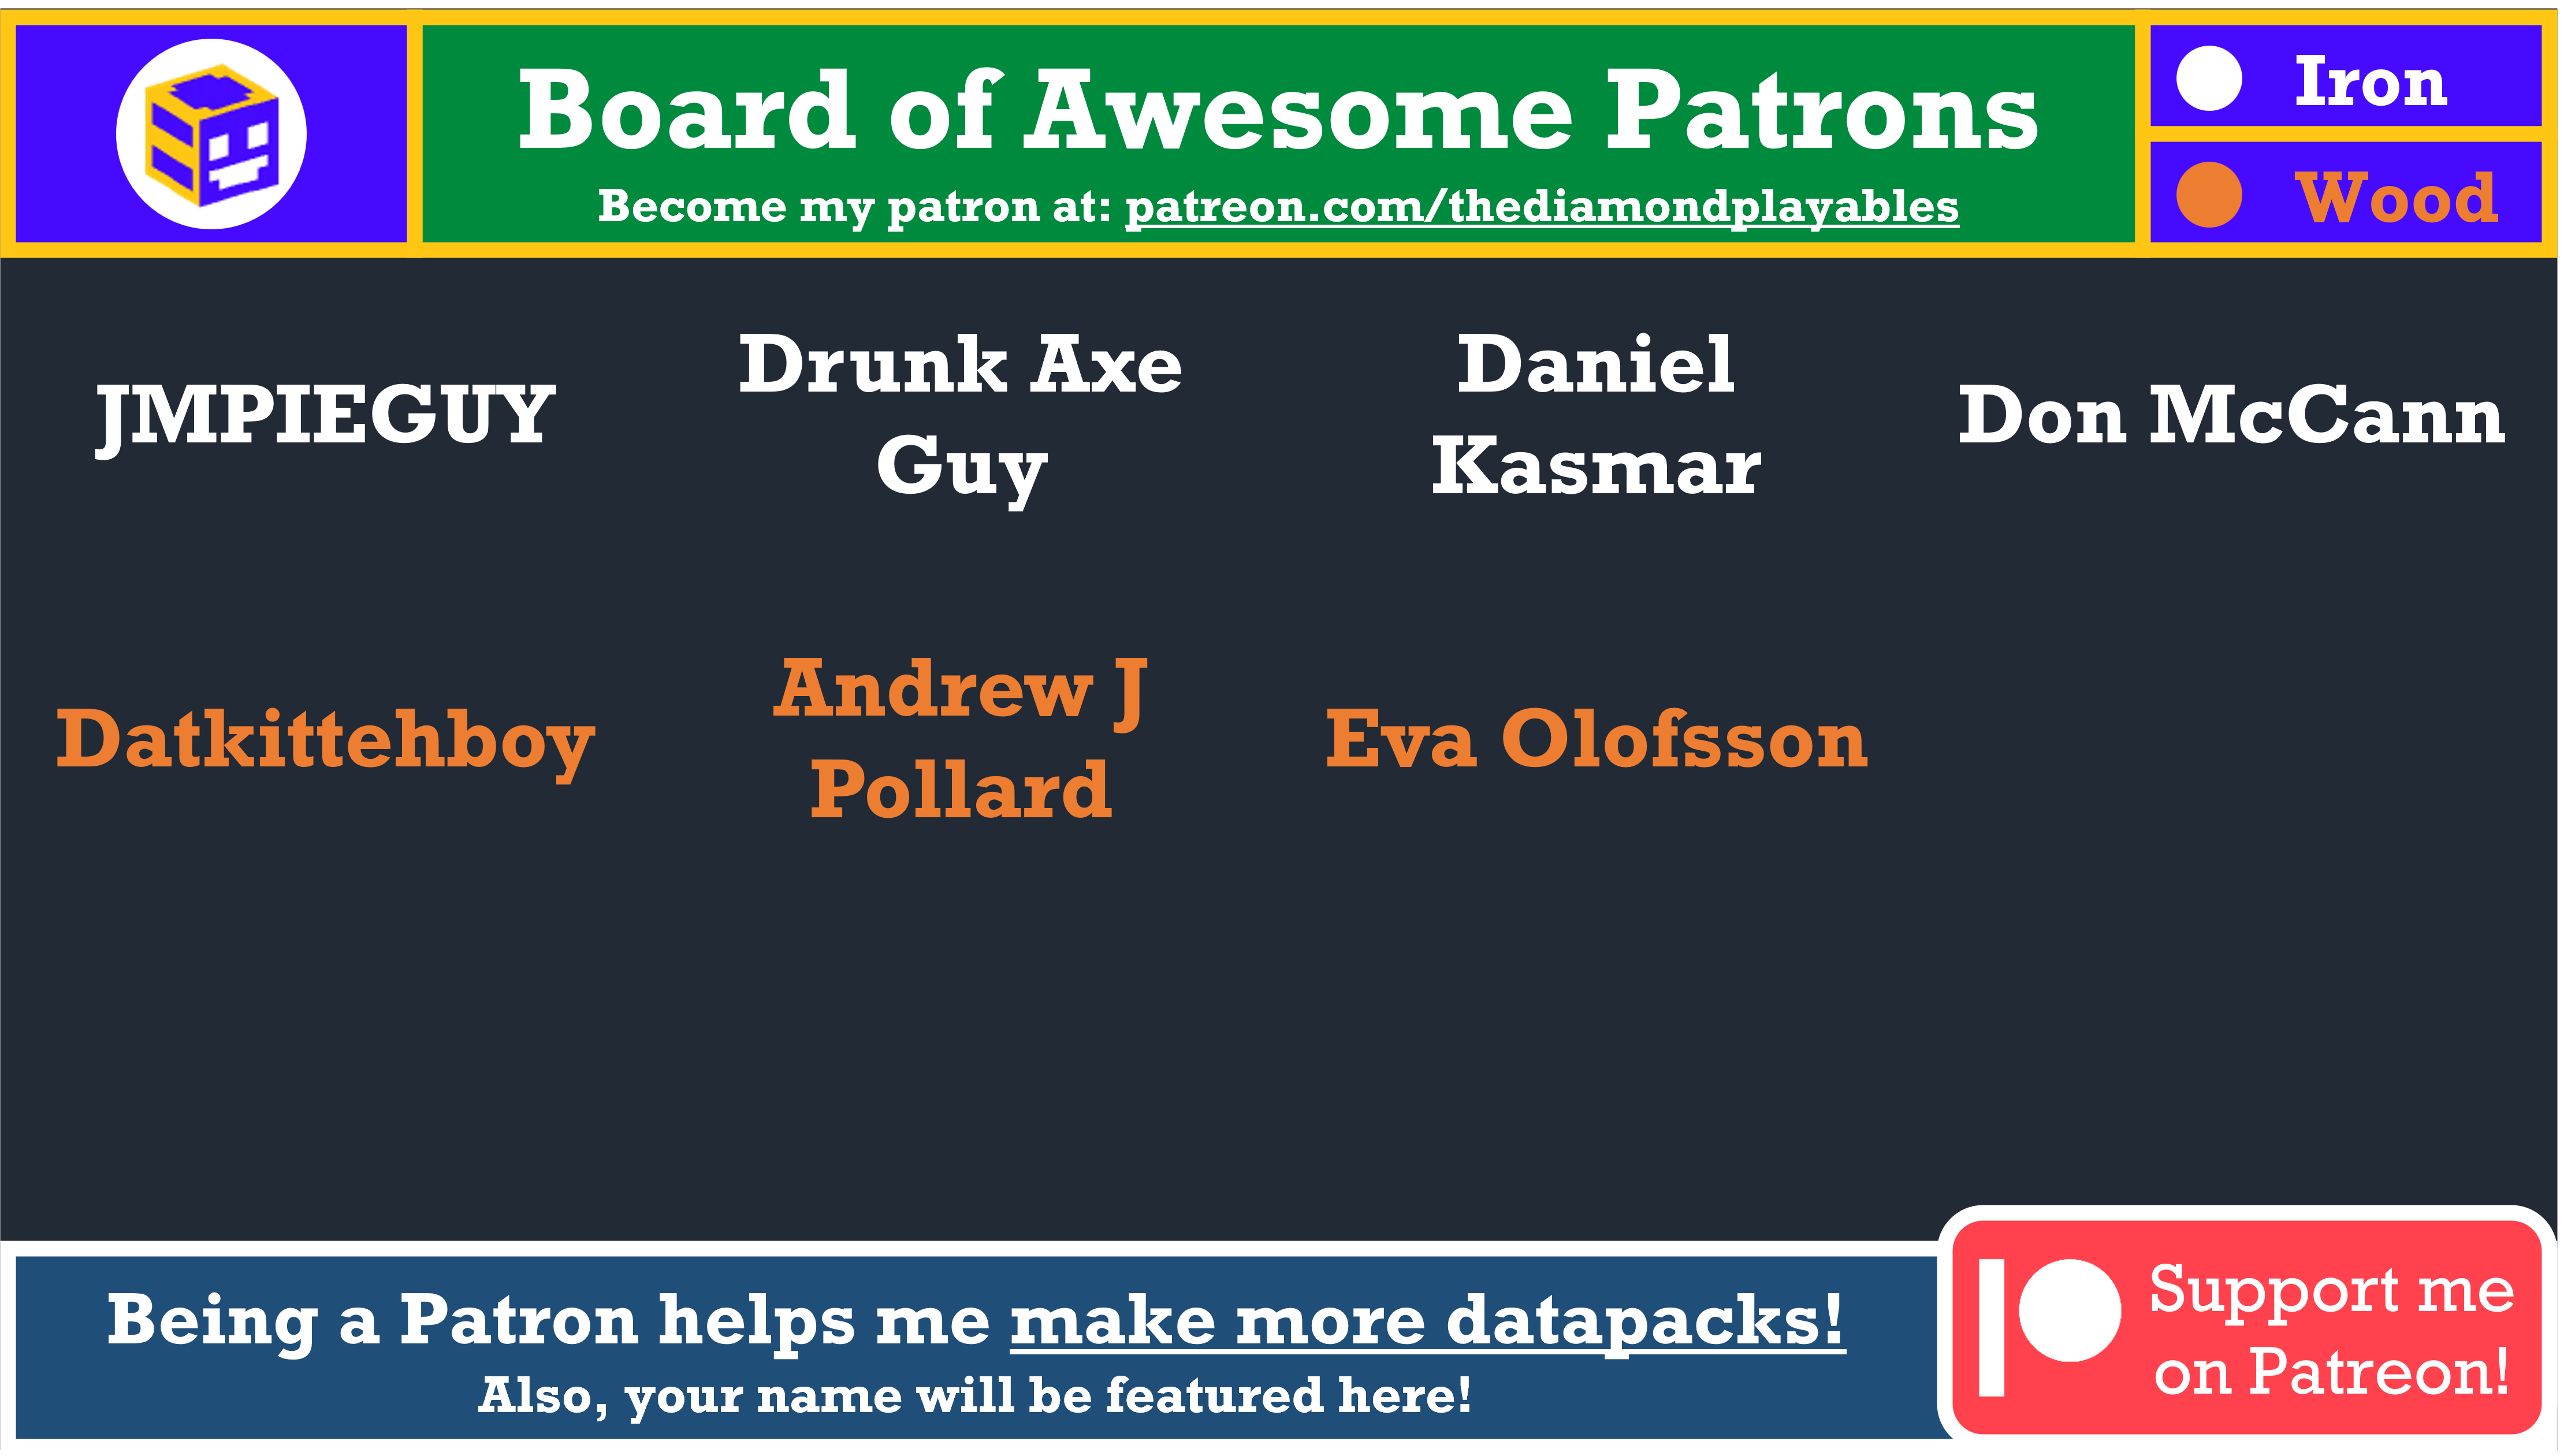 Board of Awesome Patrons
Become my patron at: patreon.com/thediamondplayables
Iron
Wood
JMPIEGUY
Drunk Axe
Guy
Daniel
Kasmar
Don McCann
Datkittehboy
Andrew J
Pollard
Eva Olofsson
Being a Patron helps me make more datapacks!
Also, your name will be featured here!
Support me
on Patreon!